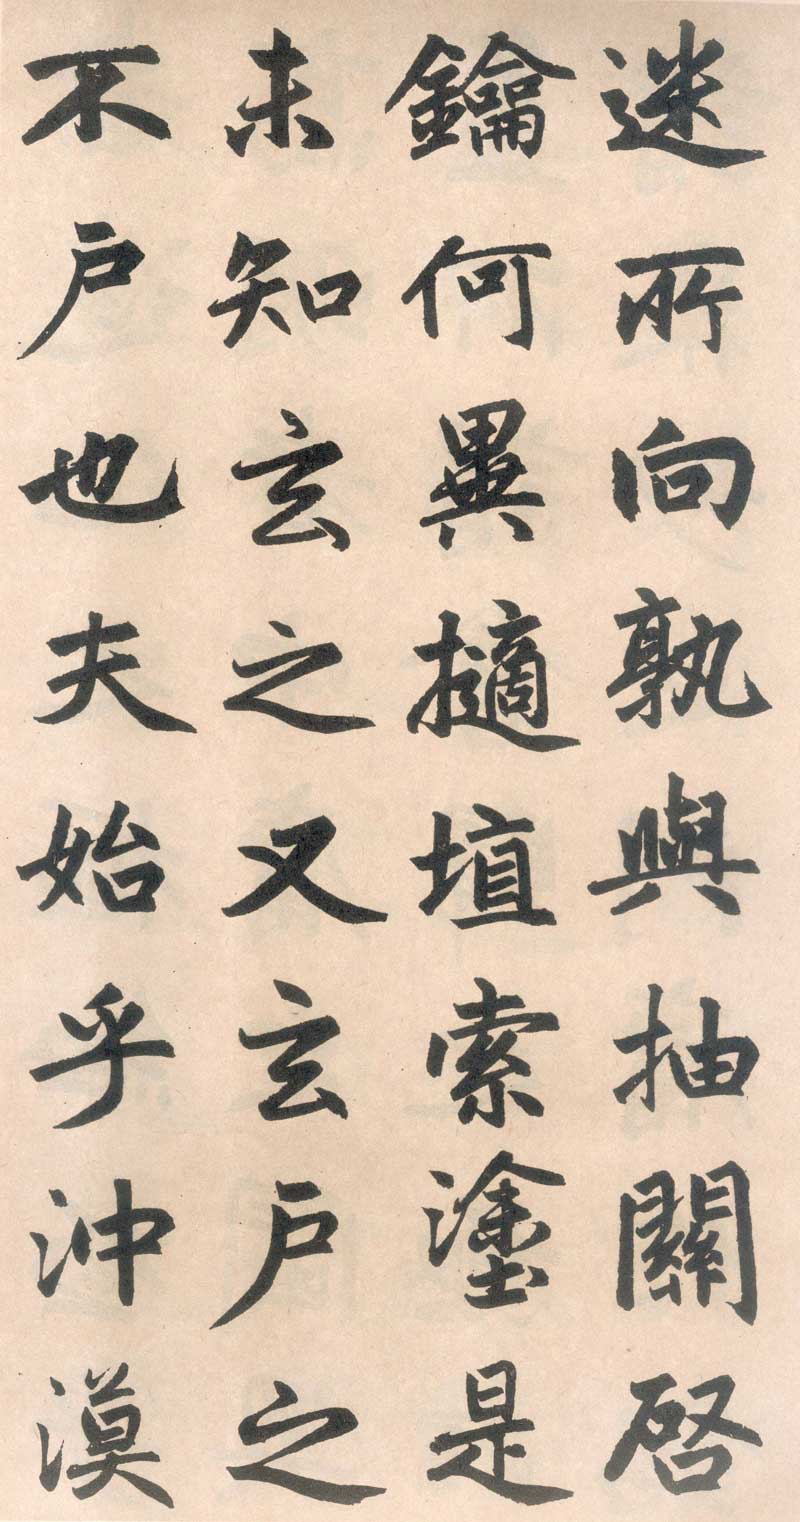 迷所向孰與抽關啓
鑰何異擿埴索塗是
未知玄之又玄戶之
不戶也夫始乎沖漠